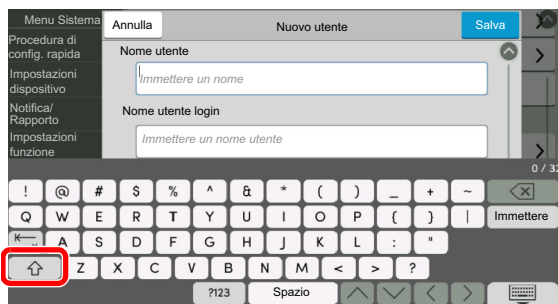 Menu Sistema
Annulla
Nuovo utente
Salva
Procedura di
config. rapida
Nome utente
Immettere un nome
Impostazioni
dispositivo
Notifica/
Rapporto
Nome utente login
Impostazioni
funzione
Immettere un nome utente
0 / 32
! @ # $ % ^ & * ( ) _ + ~
Q W E R T Y U I O P { } | Immettere
A S D F G H J K L : "
Z X C V B N M < > ?
?123 Spazio